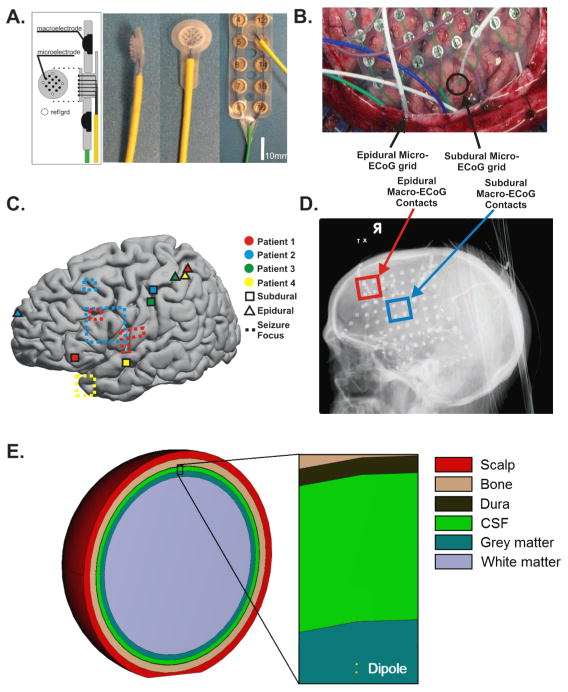 A.
macroelectrode
microelectrode
ref/grd
10mm
B.
Epidural Micro-
ECoG grid
Subdural Micro-
ECoG grid
Epidural
Macro-ECoG
Contacts
Subdural
Macro-ECoG
Contacts
C.
Patient 1
Patient 2
Patient 3
Patient 4
Subdural
Epidural
Seizure
Focus
D.
T X
E.
Scalp
Bone
Dura
CSF
Grey matter
White matter
Dipole